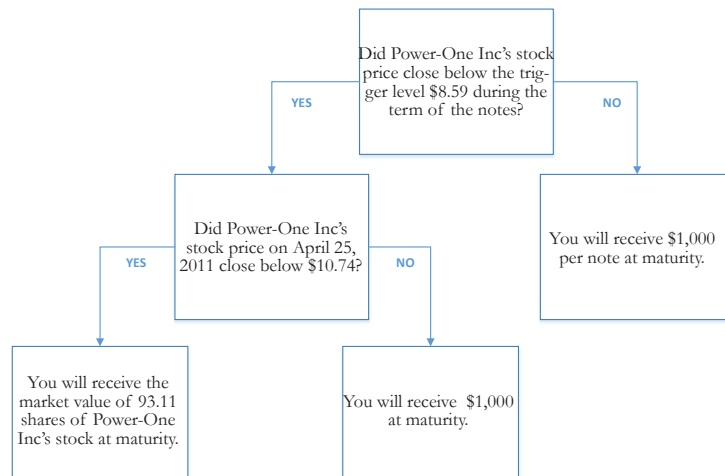 Did Power-One Inc's stock
price close below the trig-
ger level $8.59 during the
term of the notes?
YES
NO
Did Power-One Inc's
stock price on April 25,
2011 close below $10.74?
You will receive $1,000
per note at maturity.
YES
NO
You will receive the
market value of 93.11
shares of Power-One
Inc's stock at maturity.
You will receive  $1,000
at maturity.